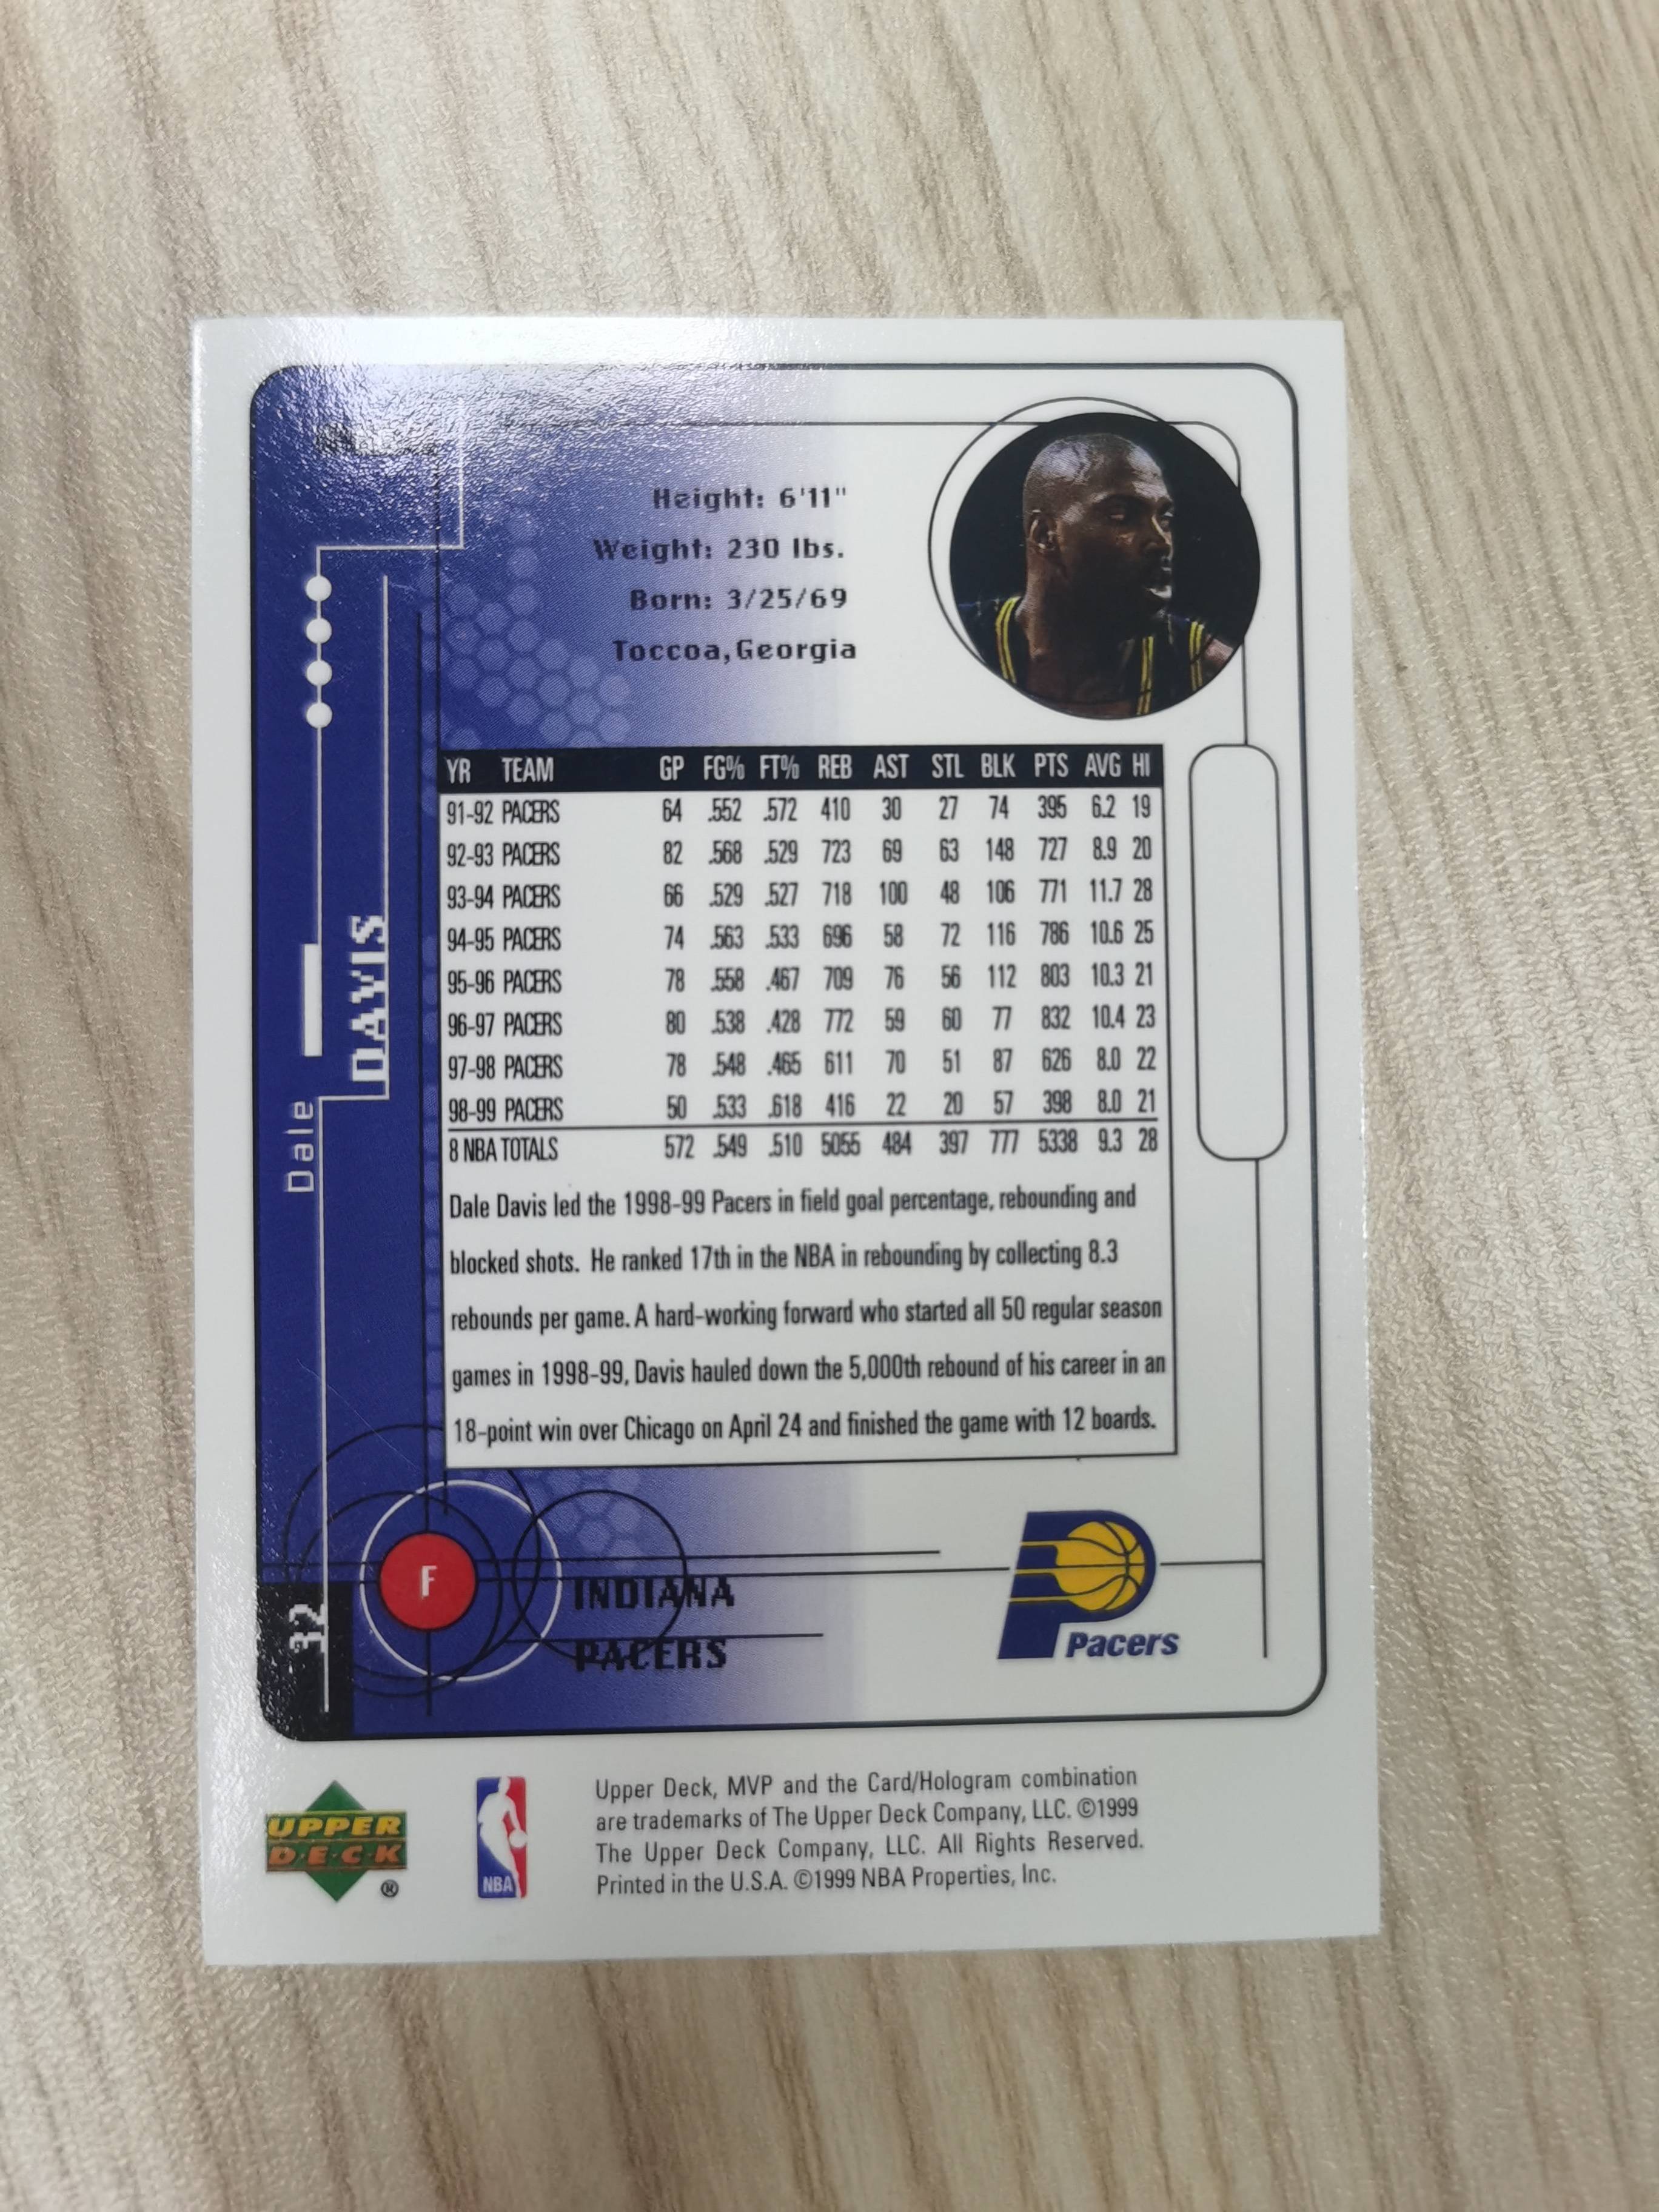 Height: 6'11"
Weight: 230 lbs.
Born: 3/25/69
Toccoa,Georgia
Dale
DAVIS
YR TEAM GP FG% FT% REB AST STL BLK PTS AVG HI
91-92 PACERS 64 .552 .572 410 30 27 74 395 6.2 19
92-93 PACERS 82 .568 .529 723 69 63 148 727 8.9 20
93-94 PACERS 66 .529 .527 718 100 48 106 771 11.7 28
94-95 PACERS 74 .563 .533 696 58 72 116 786 10.6 25
95-96 PACERS 78 .558 .467 709 76 56 112 803 10.3 21
96-97 PACERS 80 .538 .428 772 59 60 77 832 10.4 23
97-98 PACERS 78 .548 .465 611 70 51 87 626 8.0 22
98-99 PACERS 50 .533 .618 416 22 20 57 398 8.0 21
8 NBA TOTALS 572 .549 .510 5055 484 397 777 5338 9.3 28
Dale Davis led the 1998-99 Pacers in field goal percentage, rebounding and
blocked shots. He ranked 17th in the NBA in rebounding by collecting 8.3
rebounds per game. A hard-working forward who started all 50 regular season
games in 1998-99, Davis hauled down the 5,000th rebound of his career in an
18-point win over Chicago on April 24 and finished the game with 12 boards.
32
F
INDIANA
PACERS
Pacers
UPPER
D·E·C·K
®
NBA
Upper Deck, MVP and the Card/Hologram combination
are trademarks of The Upper Deck Company, LLC. ©1999
The Upper Deck Company, LLC. All Rights Reserved.
Printed in the U.S.A. ©1999 NBA Properties, Inc.